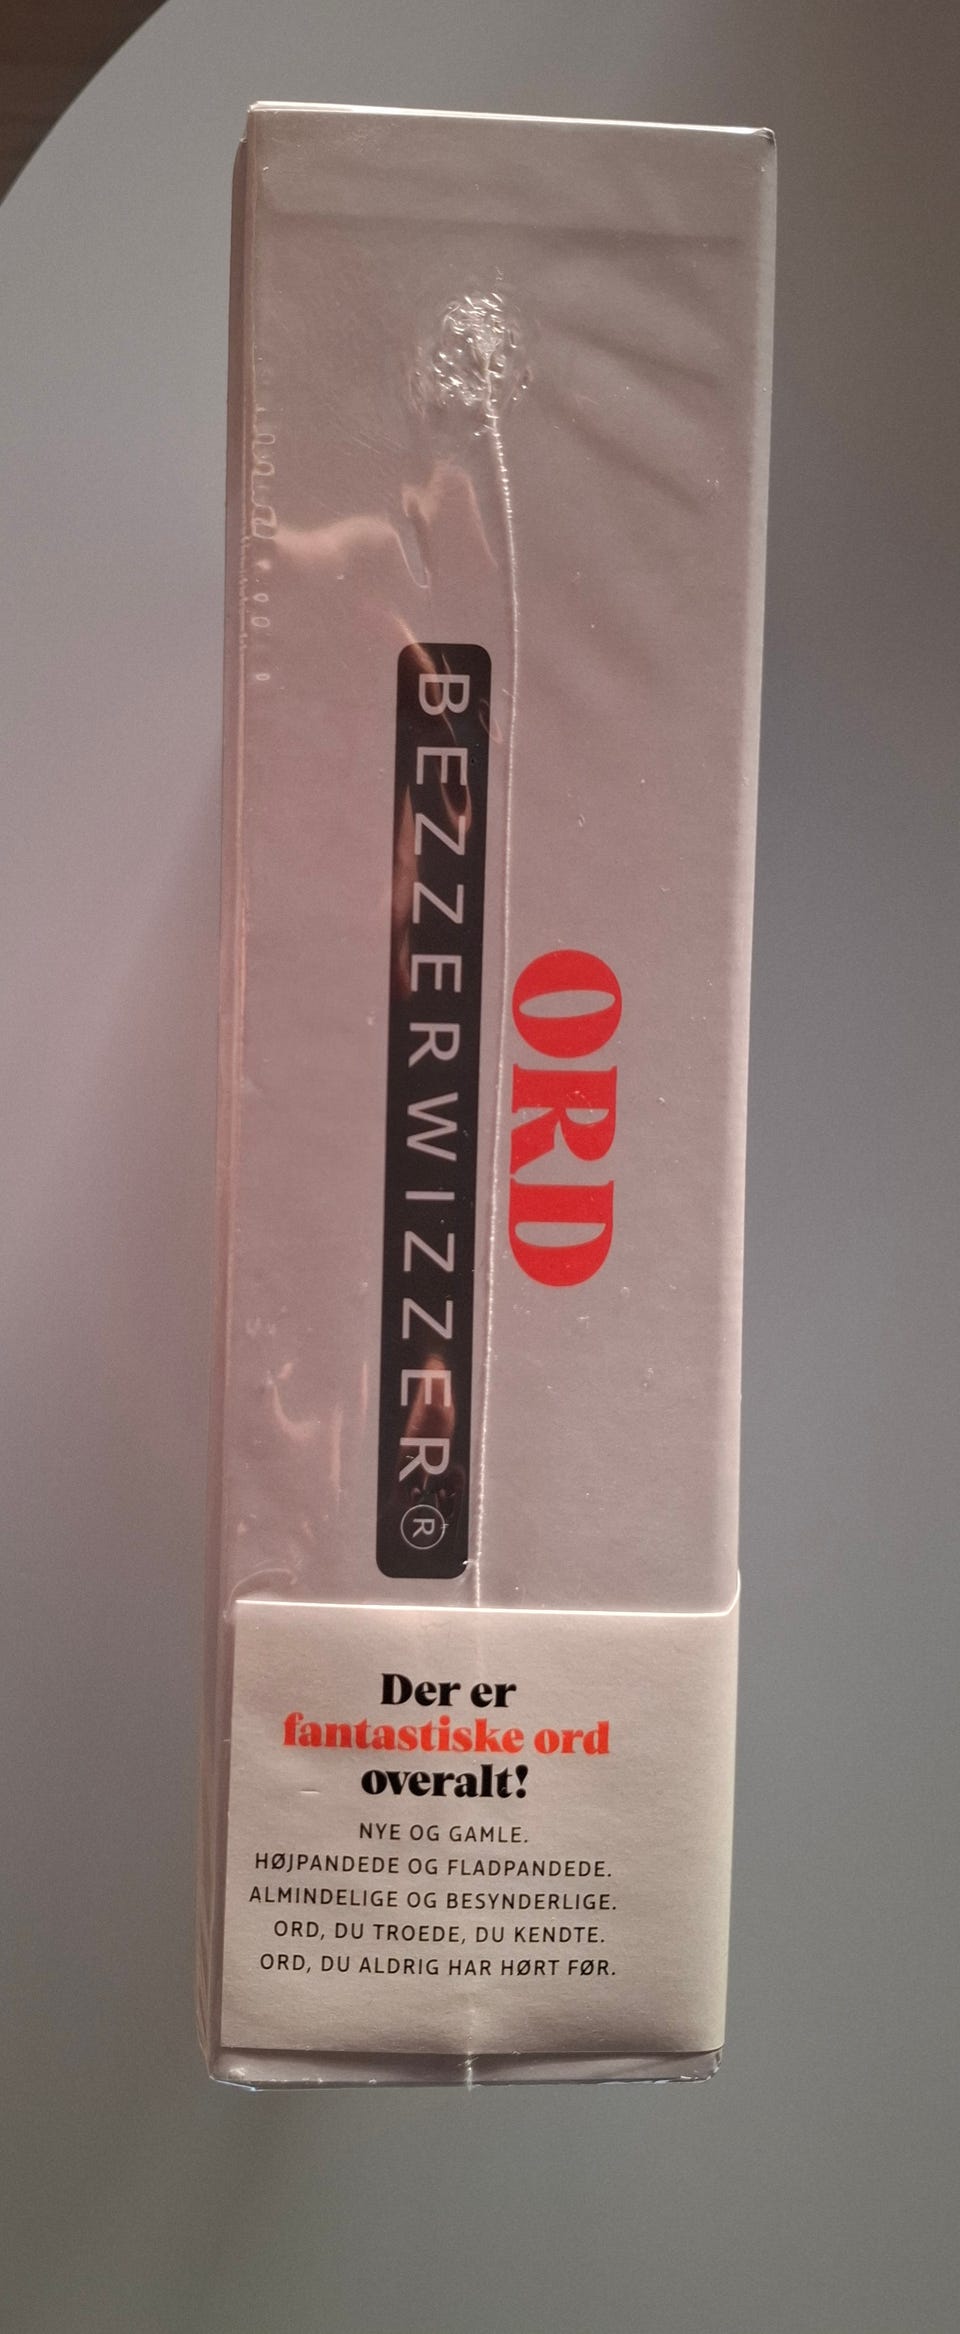 BEZZERWIZZER®
ORD
Der er
fantastiske ord
overalt!
NYE OG GAMLE.
HØJPANDEDE OG FLADPANDEDE.
ALMINDELIGE OG BESYNDERLIGE.
ORD, DU TROEDE, DU KENDTE.
ORD, DU ALDRIG HAR HØRT FØR.